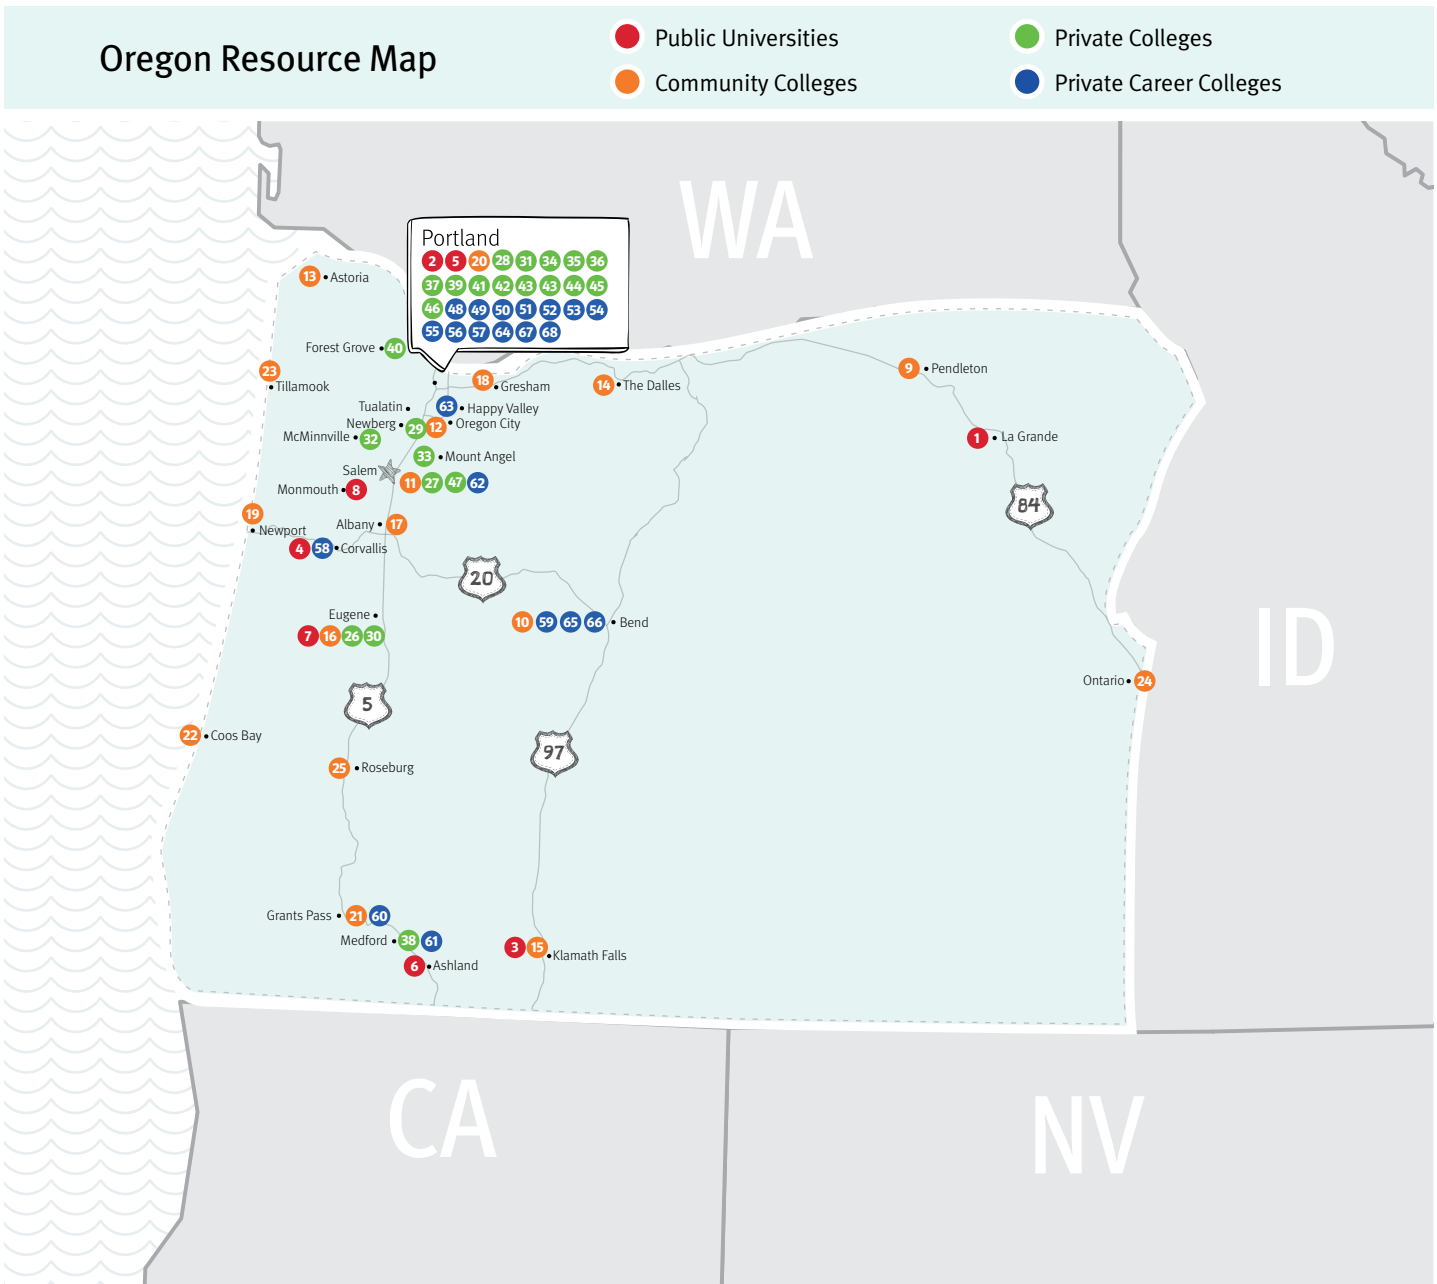 Oregon Resource Map
Public Universities
Community Colleges
Private Colleges
Private Career Colleges
WA
Portland
2 5 20 28 31 34 35 36
37 39 41 42 43 43 44 45
46 48 49 50 51 52 53 54
55 56 57 64 67 68
13 Astoria
Forest Grove 40
23
Tillamook
18 Gresham
14 The Dalles
9 Pendleton
Tualatin
63 Happy Valley
Newberg 29 12 Oregon City
McMinnville 32
1 La Grande
33 Mount Angel
Salem
11 27 47 62
Monmouth 8
84
19
Newport
Albany 17
4 58 Corvallis
20
Eugene
7 16 26 30
10 59 65 66 Bend
ID
Ontario 24
5
22 Coos Bay
97
25 Roseburg
Grants Pass 21 60
Medford 38 61
3 15 Klamath Falls
6 Ashland
CA
NV